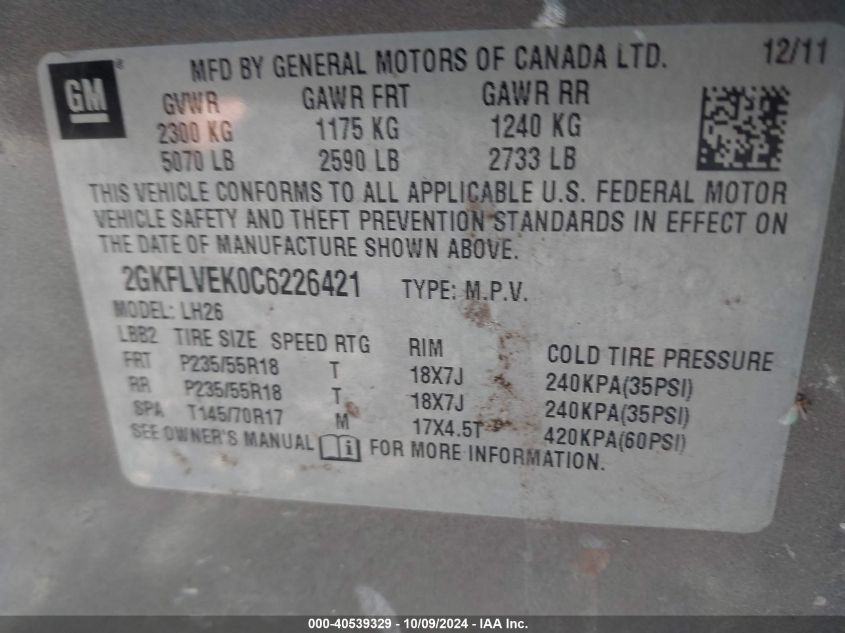 GM ® MFD BY GENERAL MOTORS OF CANADA LTD. 12/11
GVWR GAWR FRT GAWR RR
2300 KG 1175 KG 1240 KG
5070 LB 2590 LB 2733 LB
THIS VEHICLE CONFORMS TO ALL APPLICABLE U.S. FEDERAL MOTOR
VEHICLE SAFETY AND THEFT PREVENTION STANDARDS IN EFFECT ON
THE DATE OF MANUFACTURE SHOWN ABOVE.
2GKFLVEK0C6226421 TYPE: M.P.V.
MODEL: LH26
LBB2 TIRE SIZE SPEED RTG RIM COLD TIRE PRESSURE
FRT P235/55R18 T 18X7J 240KPA(35PSI)
RR P235/55R18 T 18X7J 240KPA(35PSI)
SPA T145/70R17 M 17X4.5T 420KPA(60PSI)
SEE OWNER'S MANUAL i FOR MORE INFORMATION.
000-40539329 - 10/09/2024 - IAA Inc.